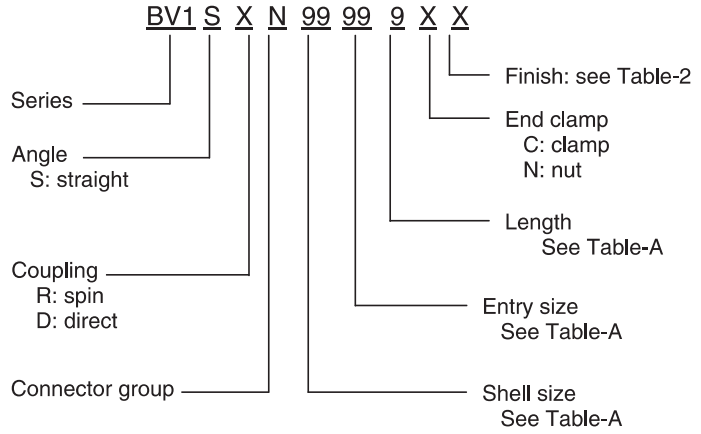 BV1 S X N 99 99 9 X X
Series
Angle
S: straight
Coupling
R: spin
D: direct
Connector group
Finish: see Table-2
End clamp
C: clamp
N: nut
Length
See Table-A
Entry size
See Table-A
Shell size
See Table-A